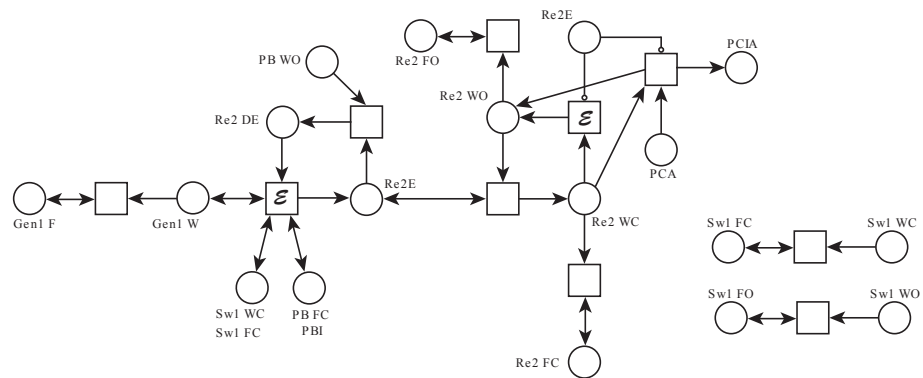 Re2E
Re2 FO
PB WO
PCIA
Re2 WO
Re2 DE
ε
PCA
Re2E
ε
Gen1 F
Gen1 W
Re2 WC
Sw1 FC
Sw1 WC
Sw1 WC
Sw1 FC
PB FC
PBI
Sw1 FO
Sw1 WO
Re2 FC